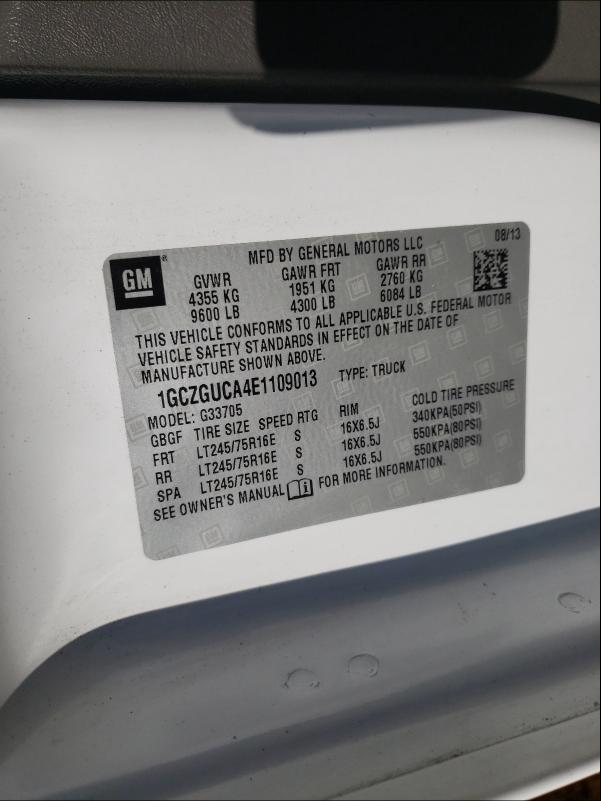 GM ® MFD BY GENERAL MOTORS LLC 08/13
GVWR GAWR FRT GAWR RR
4355 KG 1951 KG 2760 KG
9600 LB 4300 LB 6084 LB
THIS VEHICLE CONFORMS TO ALL APPLICABLE U.S. FEDERAL MOTOR
VEHICLE SAFETY STANDARDS IN EFFECT ON THE DATE OF
MANUFACTURE SHOWN ABOVE.
1GCZGUCA4E1109013 TYPE: TRUCK
MODEL: G33705
GBGF TIRE SIZE SPEED RTG RIM COLD TIRE PRESSURE
FRT LT245/75R16E S 16X6.5J 340KPA(50PSI)
RR LT245/75R16E S 16X6.5J 550KPA(80PSI)
SPA LT245/75R16E S 16X6.5J 550KPA(80PSI)
SEE OWNER'S MANUAL FOR MORE INFORMATION.